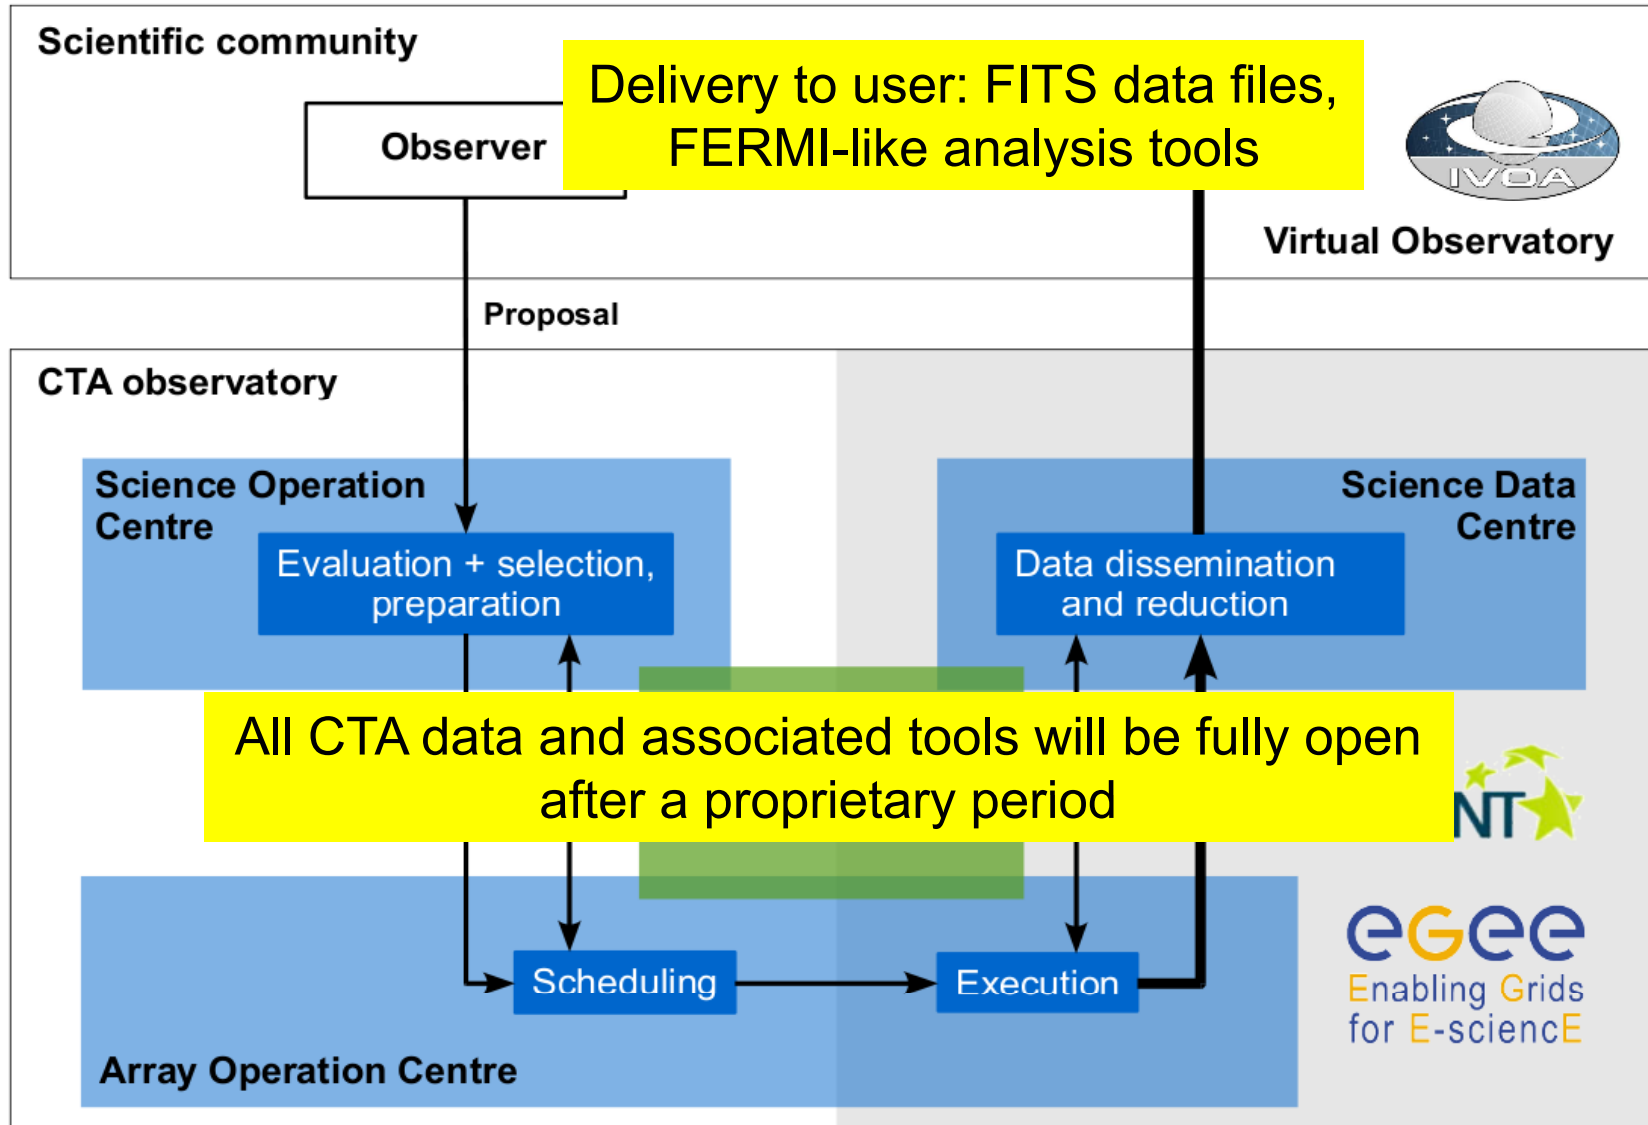 Scientific community
Delivery to user: FITS data files,
FERMI-like analysis tools
Observer
IVOA
Virtual Observatory
Proposal
CTA observatory
Science Operation
Centre
Evaluation + selection,
preparation
Science Data
Centre
Data dissemination
and reduction
All CTA data and associated tools will be fully open
after a proprietary period
Scheduling
Execution
Array Operation Centre
eGee
Enabling Grids
for E-sciencE